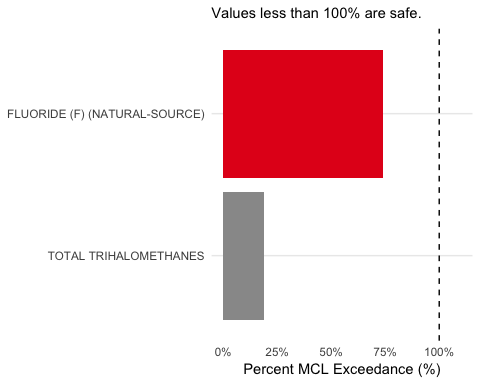 Values less than 100% are safe.
FLUORIDE (F) (NATURAL-SOURCE)
TOTAL TRIHALOMETHANES
0% 25% 50% 75% 100%
Percent MCL Exceedance (%)